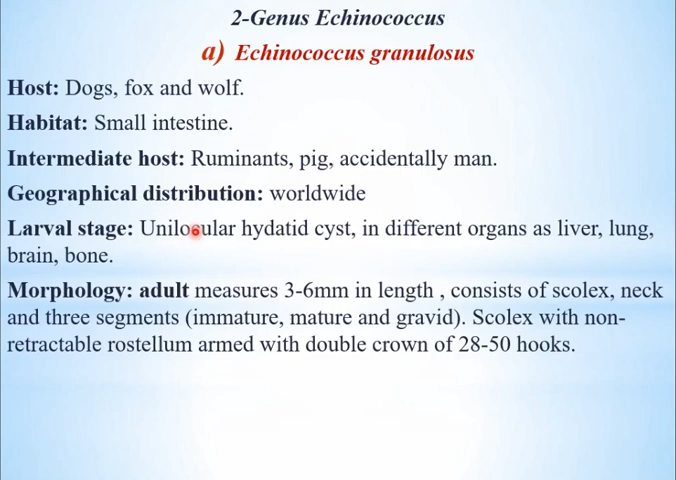 2-Genus Echinococcus
a) Echinococcus granulosus
Host: Dogs, fox and wolf.
Habitat: Small intestine.
Intermediate host: Ruminants, pig, accidentally man.
Geographical distribution: worldwide
Larval stage: Unilocular hydatid cyst, in different organs as liver, lung,
brain, bone.
Morphology: adult measures 3-6mm in length , consists of scolex, neck
and three segments (immature, mature and gravid). Scolex with non-
retractable rostellum armed with double crown of 28-50 hooks.